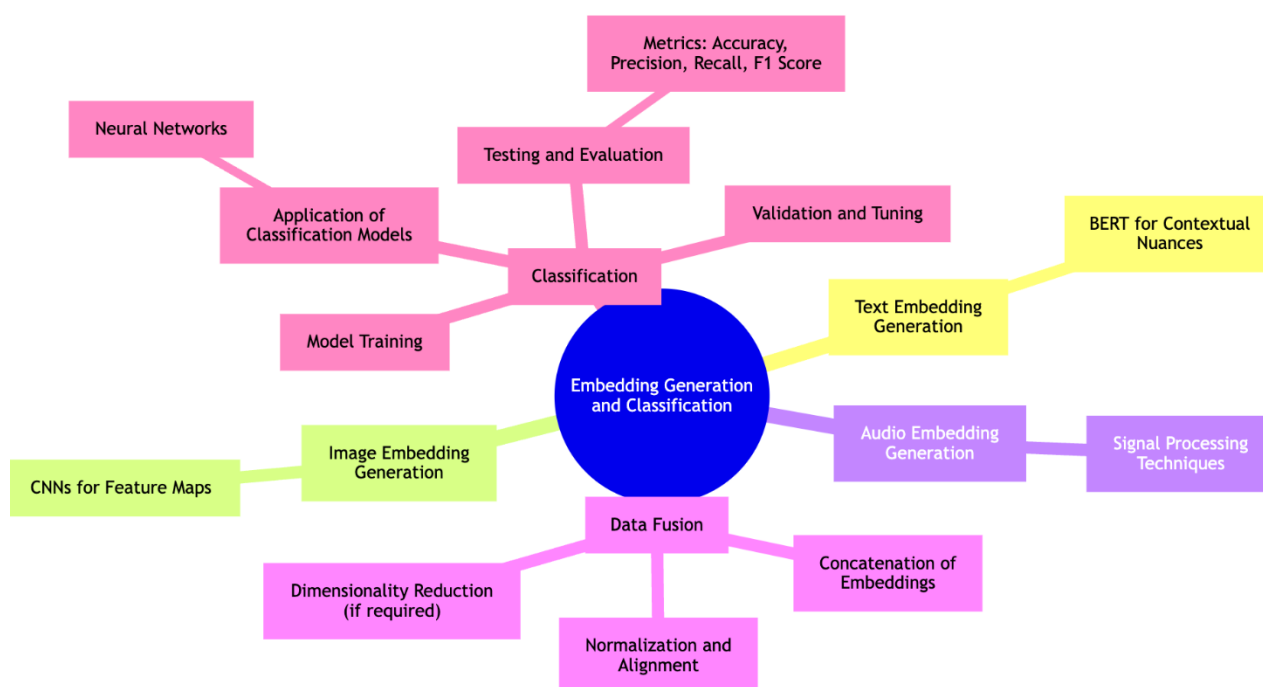 Metrics: Accuracy,
Precision, Recall, F1 Score
Neural Networks
Testing and Evaluation
Application of
Classification Models
Validation and Tuning
BERT for Contextual
Nuances
Classification
Text Embedding
Generation
Model Training
Embedding Generation
and Classification
Audio Embedding
Generation
Signal Processing
Techniques
Image Embedding
Generation
CNNs for Feature Maps
Data Fusion
Concatenation of
Embeddings
Dimensionality Reduction
(if required)
Normalization and
Alignment